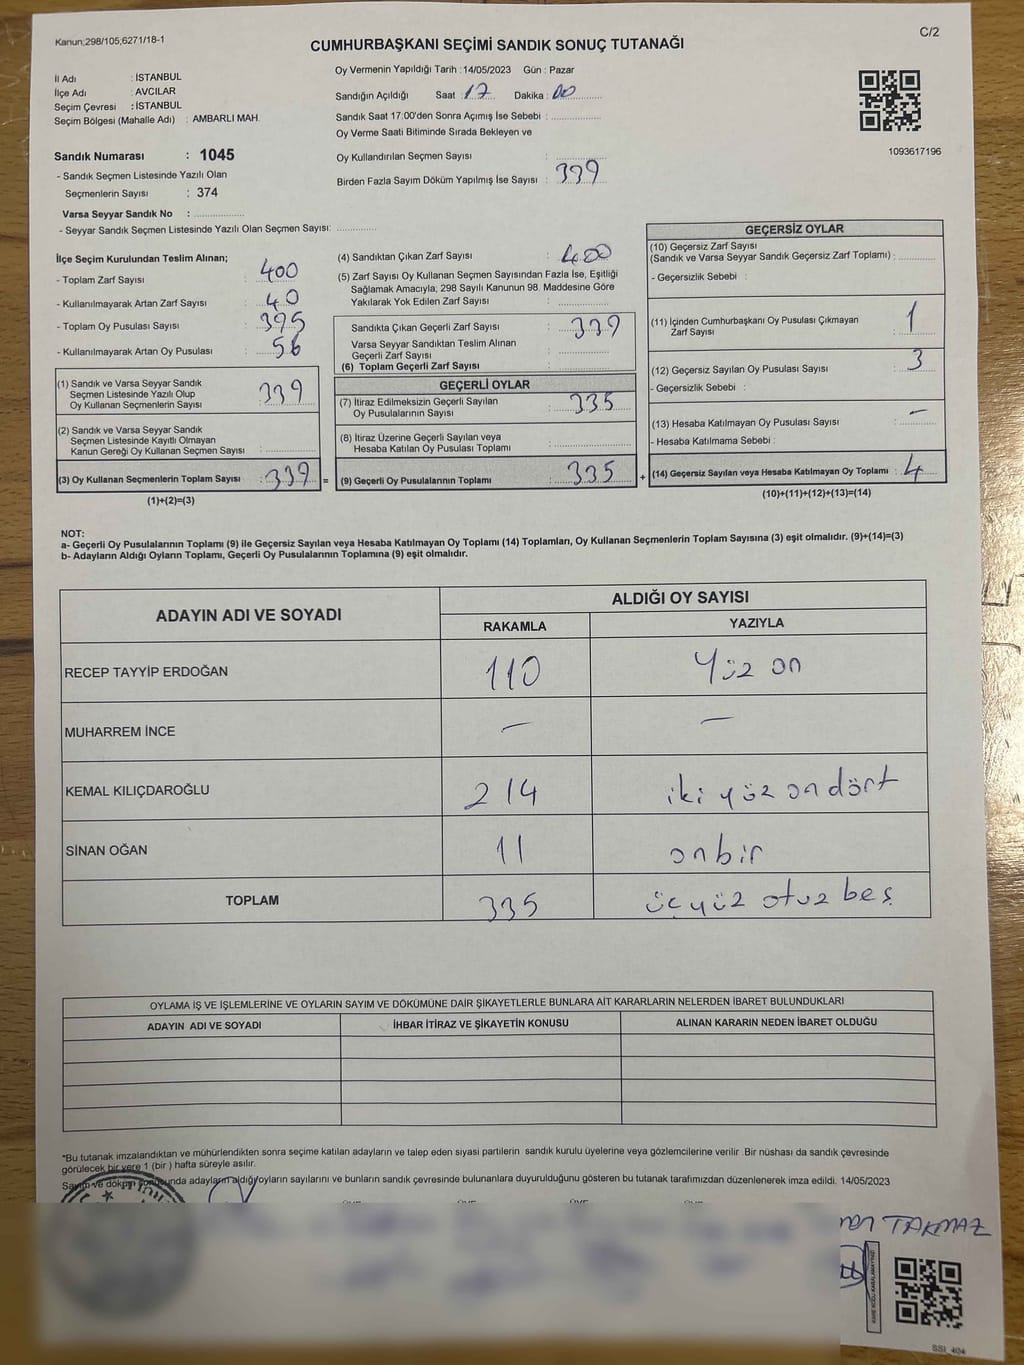 Kanun;298/105,6271/18-1
C/2
CUMHURBAŞKANI SEÇİMİ SANDIK SONUÇ TUTANAĞI
İl Adı : İSTANBUL
İlçe Adı : AVCILAR
Seçim Çevresi : İSTANBUL
Seçim Bölgesi (Mahalle Adı) : AMBARLI MAH.
Oy Vermenin Yapıldığı Tarih : 14/05/2023 Gün : Pazar
Sandığın Açıldığı Saat : 17 Dakika : 00
Sandık Saat 17:00'den Sonra Açımış İse Sebebi :
Oy Verme Saati Bitiminde Sırada Bekleyen ve
Oy Kullandırılan Seçmen Sayısı :
Birden Fazla Sayım Döküm Yapılmış İse Sayısı : 339
1093617196
Sandık Numarası : 1045
- Sandık Seçmen Listesinde Yazılı Olan
Seçmenlerin Sayısı : 374
Varsa Seyyar Sandık No :
- Seyyar Sandık Seçmen Listesinde Yazılı Olan Seçmen Sayısı:
İlçe Seçim Kurulundan Teslim Alınan;
- Toplam Zarf Sayısı : 400
- Kullanılmayarak Artan Zarf Sayısı : 40
- Toplam Oy Pusulası Sayısı : 395
- Kullanılmayarak Artan Oy Pusulası : 56
(1) Sandık ve Varsa Seyyar Sandık
Seçmen Listesinde Yazılı Olup
Oy Kullanan Seçmenlerin Sayısı : 339
(2) Sandık ve Varsa Seyyar Sandık
Seçmen Listesinde Kayıtlı Olmayan
Kanun Gereği Oy Kullanan Seçmen Sayısı :
(3) Oy Kullanan Seçmenlerin Toplam Sayısı : 339 =
(1)+(2)=(3)
(4) Sandıktan Çıkan Zarf Sayısı : 400
(5) Zarf Sayısı Oy Kullanan Seçmen Sayısından Fazla İse, Eşitliği
Sağlamak Amacıyla; 298 Sayılı Kanunun 98. Maddesine Göre
Yakılarak Yok Edilen Zarf Sayısı :
Sandıkta Çıkan Geçerli Zarf Sayısı : 339
Varsa Seyyar Sandıktan Teslim Alınan
Geçerli Zarf Sayısı :
(6) Toplam Geçerli Zarf Sayısı :
GEÇERLİ OYLAR
(7) İtiraz Edilmeksizin Geçerli Sayılan
Oy Pusulalarının Sayısı : 335
(8) İtiraz Üzerine Geçerli Sayılan veya
Hesaba Katılan Oy Pusulası Toplamı :
(9) Geçerli Oy Pusulalarının Toplamı : 335 +
GEÇERSİZ OYLAR
(10) Geçersiz Zarf Sayısı
(Sandık ve Varsa Seyyar Sandık Geçersiz Zarf Toplamı) :
- Geçersizlik Sebebi :
(11) İçinden Cumhurbaşkanı Oy Pusulası Çıkmayan
Zarf Sayısı : 1
(12) Geçersiz Sayılan Oy Pusulası Sayısı : 3
- Geçersizlik Sebebi :
(13) Hesaba Katılmayan Oy Pusulası Sayısı : –
- Hesaba Katılmama Sebebi :
(14) Geçersiz Sayılan veya Hesaba Katılmayan Oy Toplamı : 4
(10)+(11)+(12)+(13)=(14)
NOT:
a- Geçerli Oy Pusulalarının Toplamı (9) ile Geçersiz Sayılan veya Hesaba Katılmayan Oy Toplamı (14) Toplamları, Oy Kullanan Seçmenlerin Toplam Sayısına (3) eşit olmalıdır. (9)+(14)=(3)
b- Adayların Aldığı Oyların Toplamı, Geçerli Oy Pusulalarının Toplamına (9) eşit olmalıdır.
ADAYIN ADI VE SOYADI ALDIĞI OY SAYISI
RAKAMLA YAZIYLA
RECEP TAYYİP ERDOĞAN 110 Yüz on
MUHARREM İNCE – –
KEMAL KILIÇDAROĞLU 214 iki yüz on dört
SİNAN OĞAN 11 onbir
TOPLAM 335 üçyüz otuz beş
OYLAMA İŞ VE İŞLEMLERİNE VE OYLARIN SAYIM VE DÖKÜMÜNE DAİR ŞİKAYETLERLE BUNLARA AİT KARARLARIN NELERDEN İBARET BULUNDUKLARI
ADAYIN ADI VE SOYADI İHBAR İTİRAZ VE ŞİKAYETİN KONUSU ALINAN KARARIN NEDEN İBARET OLDUĞU
*Bu tutanak imzalandıktan ve mühürlendikten sonra seçime katılan adayların ve talep eden siyasi partilerin sandık kurulu üyelerine veya gözlemcilerine verilir .Bir nüshası da sandık çevresinde
görülecek bir yere 1 (bir ) hafta süreyle asılır.
Sayım ve döküm sonucunda adayların aldığı oyların sayılarını ve bunların sandık çevresinde bulunanlara duyurulduğunu gösteren bu tutanak tarafımızdan düzenlenerek imza edildi. 14/05/2023
TAKMAZ
SSİ_404